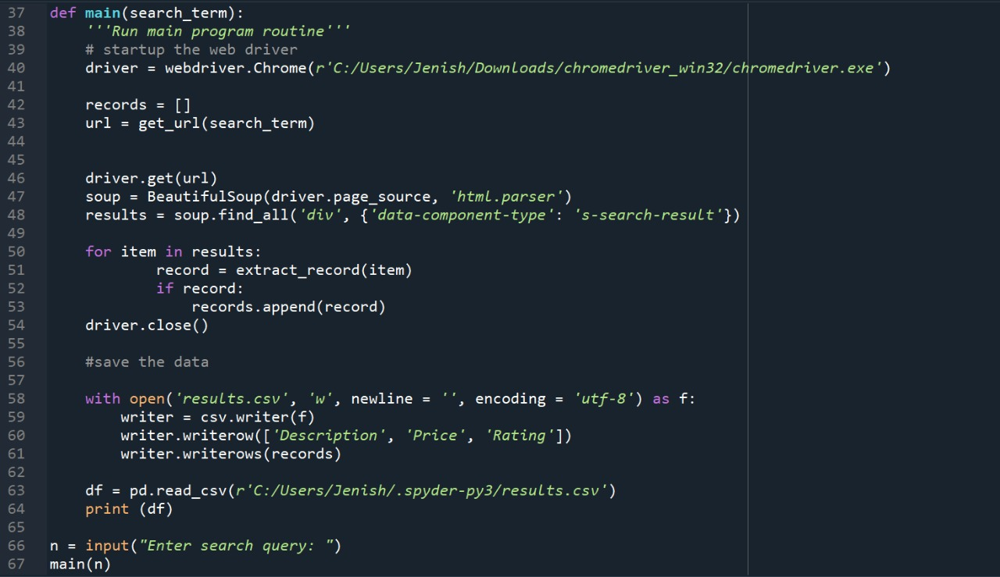 37 def main(search_term):
38     '''Run main program routine'''
39     # startup the web driver
40     driver = webdriver.Chrome(r'C:/Users/Jenish/Downloads/chromedriver_win32/chromedriver.exe')
41
42     records = []
43     url = get_url(search_term)
44
45
46     driver.get(url)
47     soup = BeautifulSoup(driver.page_source, 'html.parser')
48     results = soup.find_all('div', {'data-component-type': 's-search-result'})
49
50     for item in results:
51             record = extract_record(item)
52             if record:
53                 records.append(record)
54     driver.close()
55
56     #save the data
57
58     with open('results.csv', 'w', newline = '', encoding = 'utf-8') as f:
59         writer = csv.writer(f)
60         writer.writerow(['Description', 'Price', 'Rating'])
61         writer.writerows(records)
62
63     df = pd.read_csv(r'C:/Users/Jenish/.spyder-py3/results.csv')
64     print (df)
65
66 n = input("Enter search query: ")
67 main(n)